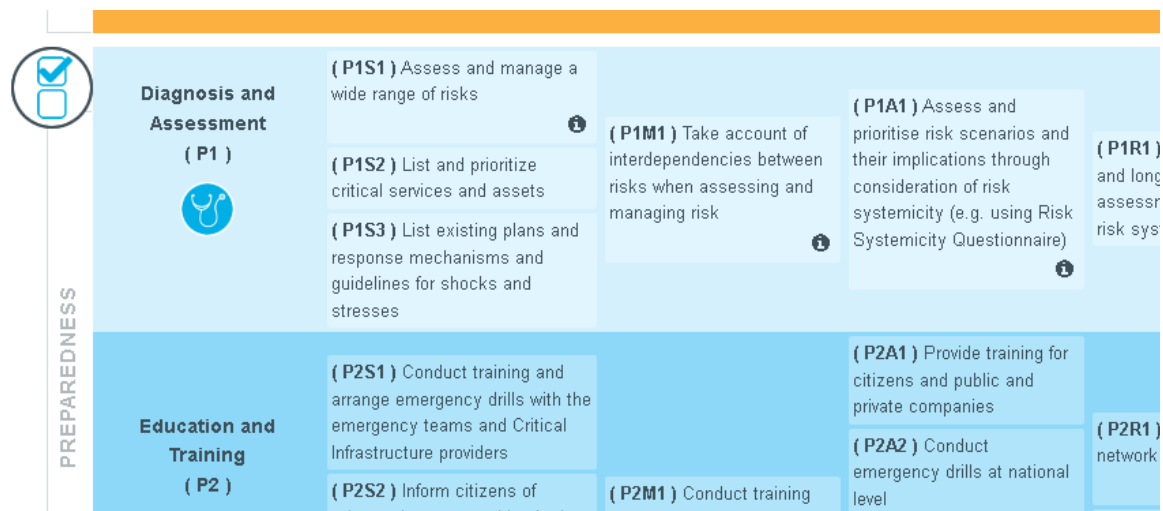 PREPAREDNESS
Diagnosis and
Assessment
( P1 )
( P1S1 ) Assess and manage a
wide range of risks
( P1S2 ) List and prioritize
critical services and assets
( P1S3 ) List existing plans and
response mechanisms and
guidelines for shocks and
stresses
( P1M1 ) Take account of
interdependencies between
risks when assessing and
managing risk
( P1A1 ) Assess and
prioritise risk scenarios and
their implications through
consideration of risk
systemicity (e.g. using Risk
Systemicity Questionnaire)
( P1R1 )
and long
assessm
risk sys
Education and
Training
( P2 )
( P2S1 ) Conduct training and
arrange emergency drills with the
emergency teams and Critical
Infrastructure providers
( P2S2 ) Inform citizens of
( P2M1 ) Conduct training
( P2A1 ) Provide training for
citizens and public and
private companies
( P2A2 ) Conduct
emergency drills at national
level
( P2R1 )
network